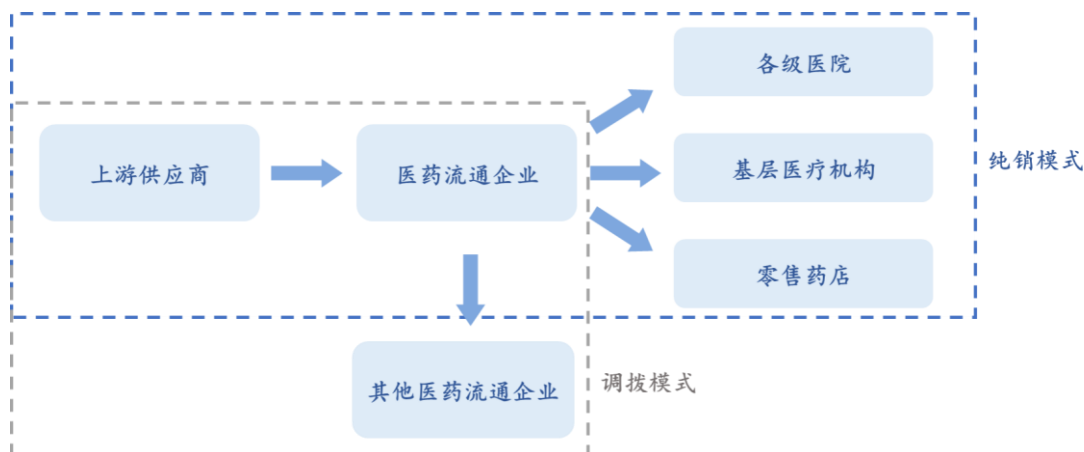 各级医院
上游供应商
医药流通企业
基层医疗机构
纯销模式
零售药店
其他医药流通企业
调拨模式